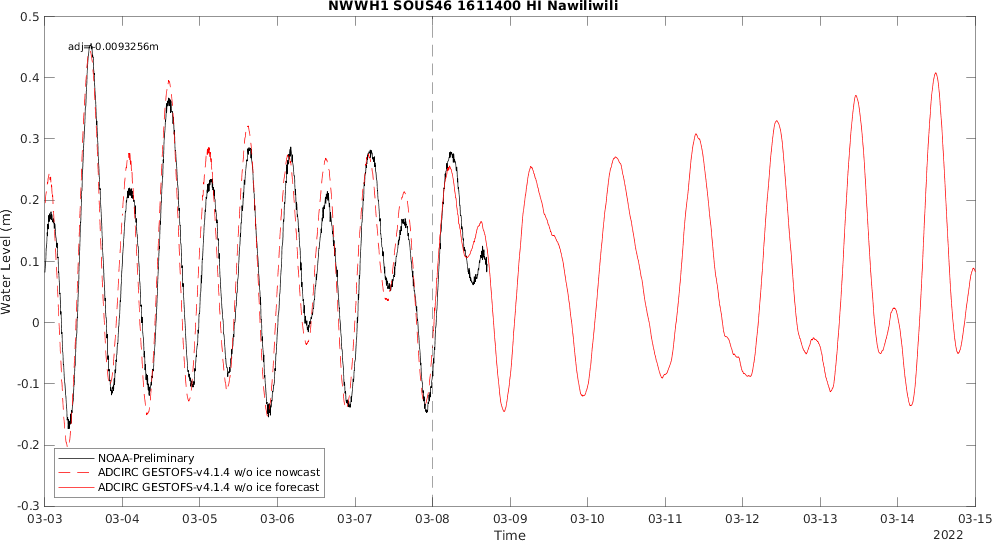 NWWH1 SOUS46 1611400 HI Nawiliwili
adj=-0.0093256m
0.5
0.4
0.3
0.2
0.1
0
-0.1
-0.2
-0.3
Water Level (m)
NOAA-Preliminary
ADCIRC GESTOFS-v4.1.4 w/o ice nowcast
ADCIRC GESTOFS-v4.1.4 w/o ice forecast
03-03 03-04 03-05 03-06 03-07 03-08 03-09 03-10 03-11 03-12 03-13 03-14 03-15
Time
2022